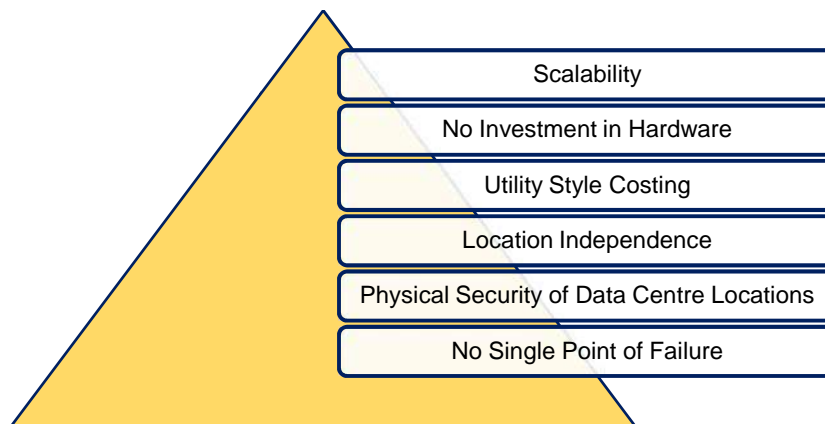 Scalability
No Investment in Hardware
Utility Style Costing
Location Independence
Physical Security of Data Centre Locations
No Single Point of Failure